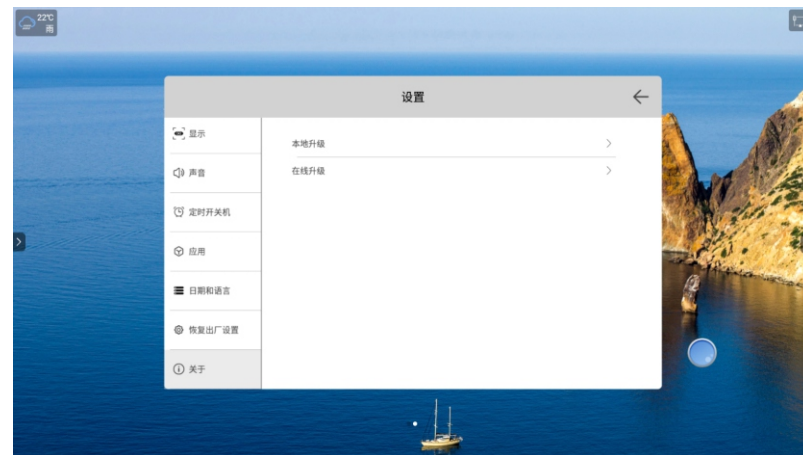 22℃
雨
设置
显示
声音
定时开关机
应用
日期和语言
恢复出厂设置
关于
本地升级
在线升级